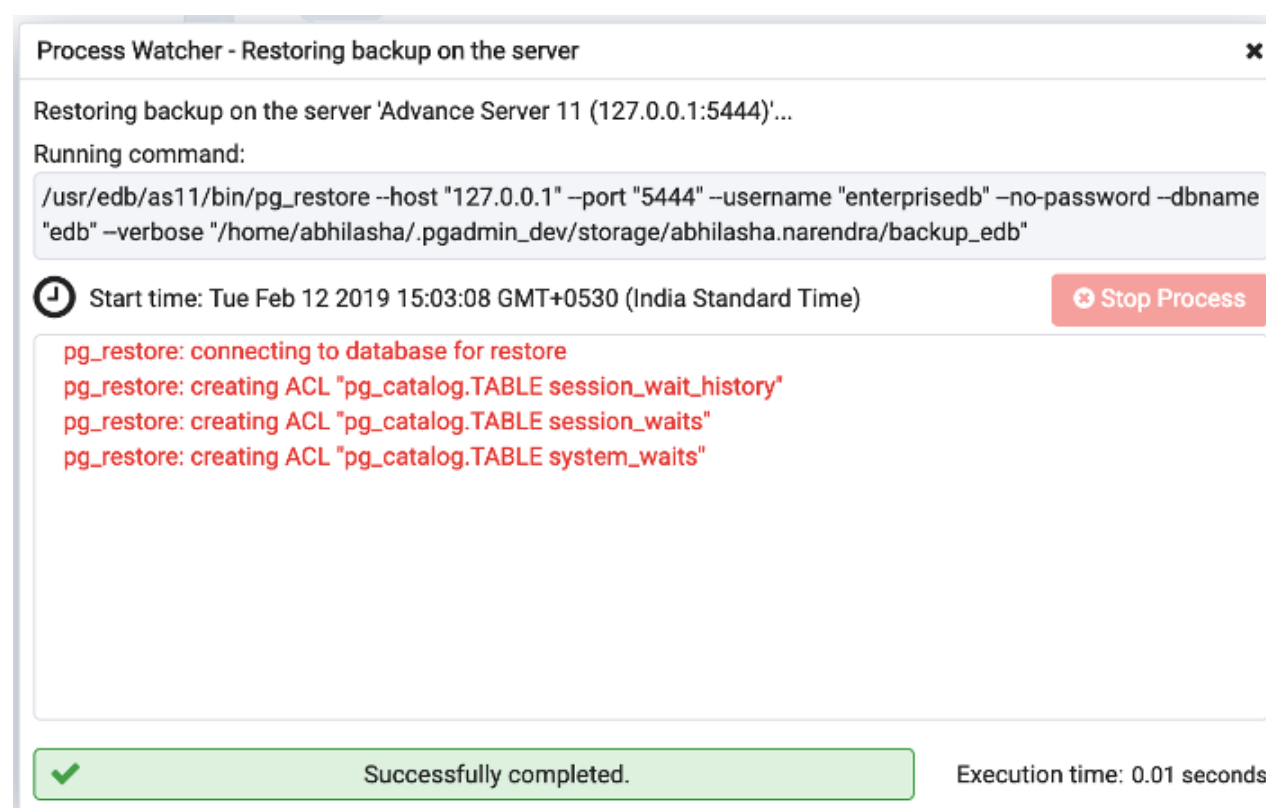 Process Watcher - Restoring backup on the server
Restoring backup on the server 'Advance Server 11 (127.0.0.1:5444)'...
Running command:
/usr/edb/as11/bin/pg_restore --host "127.0.0.1" --port "5444" --username "enterprisedb" --no-password --dbname
"edb" --verbose "/home/abhilasha/.pgadmin_dev/storage/abhilasha.narendra/backup_edb"
Start time: Tue Feb 12 2019 15:03:08 GMT+0530 (India Standard Time)
Stop Process
pg_restore: connecting to database for restore
pg_restore: creating ACL "pg_catalog.TABLE session_wait_history"
pg_restore: creating ACL "pg_catalog.TABLE session_waits"
pg_restore: creating ACL "pg_catalog.TABLE system_waits"
Successfully completed.
Execution time: 0.01 seconds